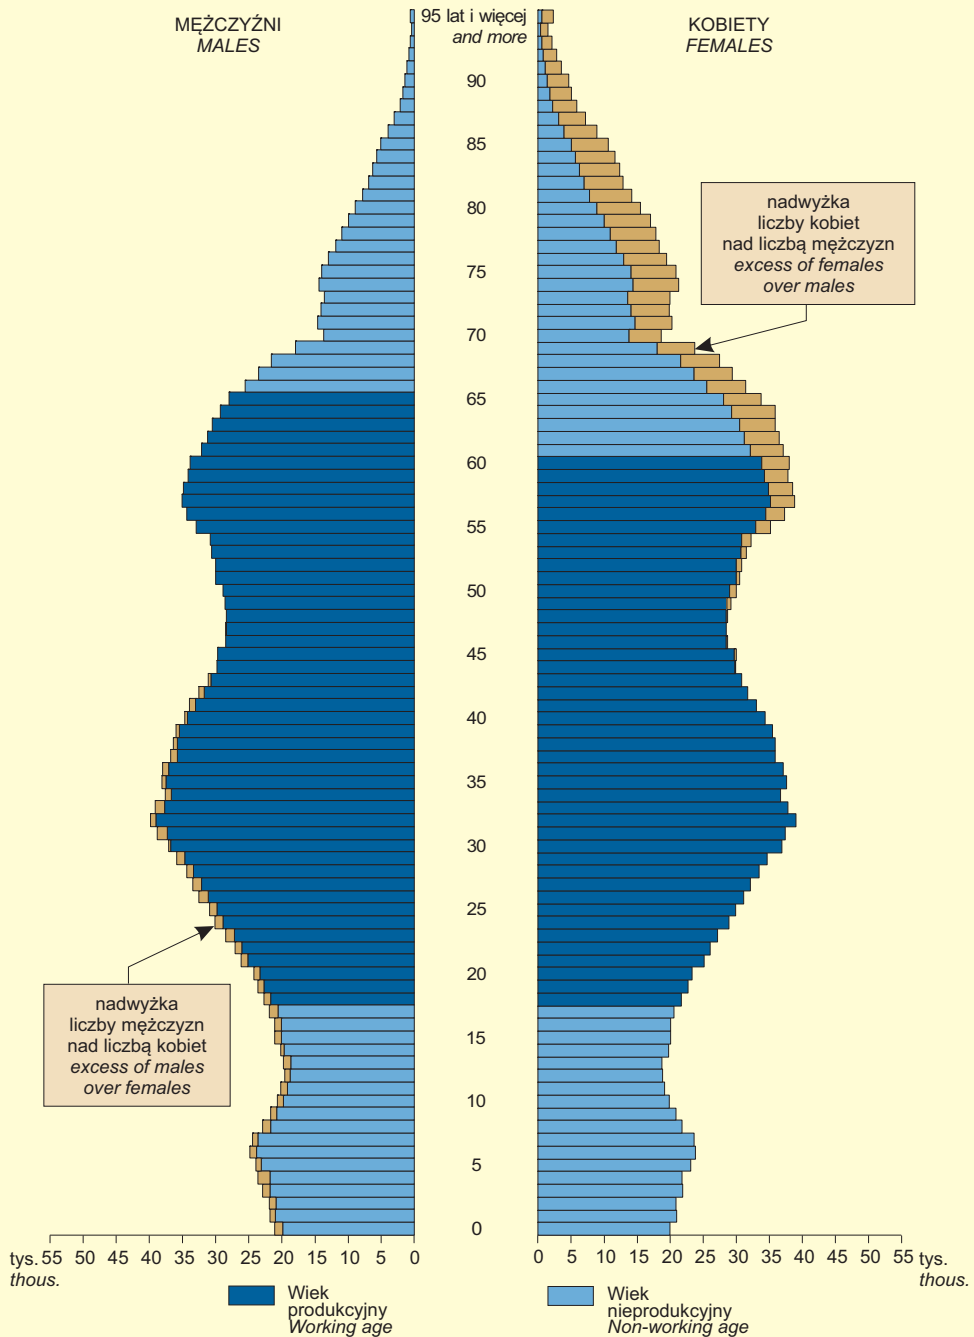 MĘŻCZYŹNI
MALES
95 lat i więcej
and more
KOBIETY
FEMALES
90
85
80
75
70
65
60
55
50
45
40
35
30
25
20
15
10
5
0
nadwyżka
liczby kobiet
nad liczbą mężczyzn
excess of females
over males
nadwyżka
liczby mężczyzn
nad liczbą kobiet
excess of males
over females
tys. 55 50 45 40 35 30 25 20 15 10 5 0
thous.
0 5 10 15 20 25 30 35 40 45 50 55 tys.
thous.
Wiek
produkcyjny
Working age
Wiek
nieprodukcyjny
Non-working age